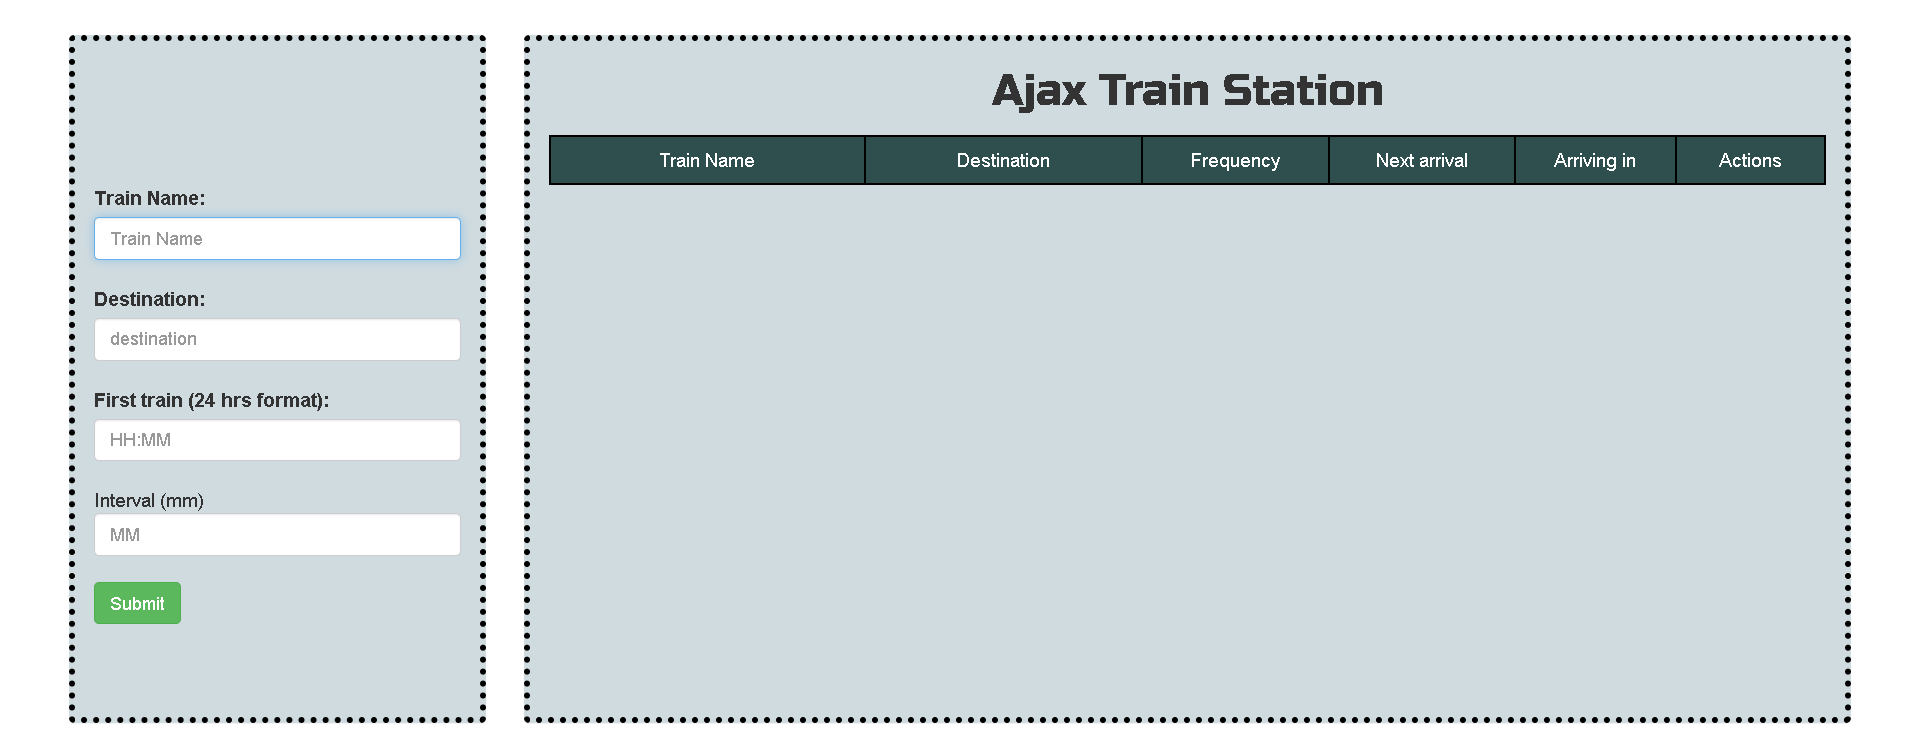 Train Name:
Train Name
Destination:
destination
First train (24 hrs format):
HH:MM
Interval (mm)
MM
Submit
Ajax Train Station
Train Name Destination Frequency Next arrival Arriving in Actions